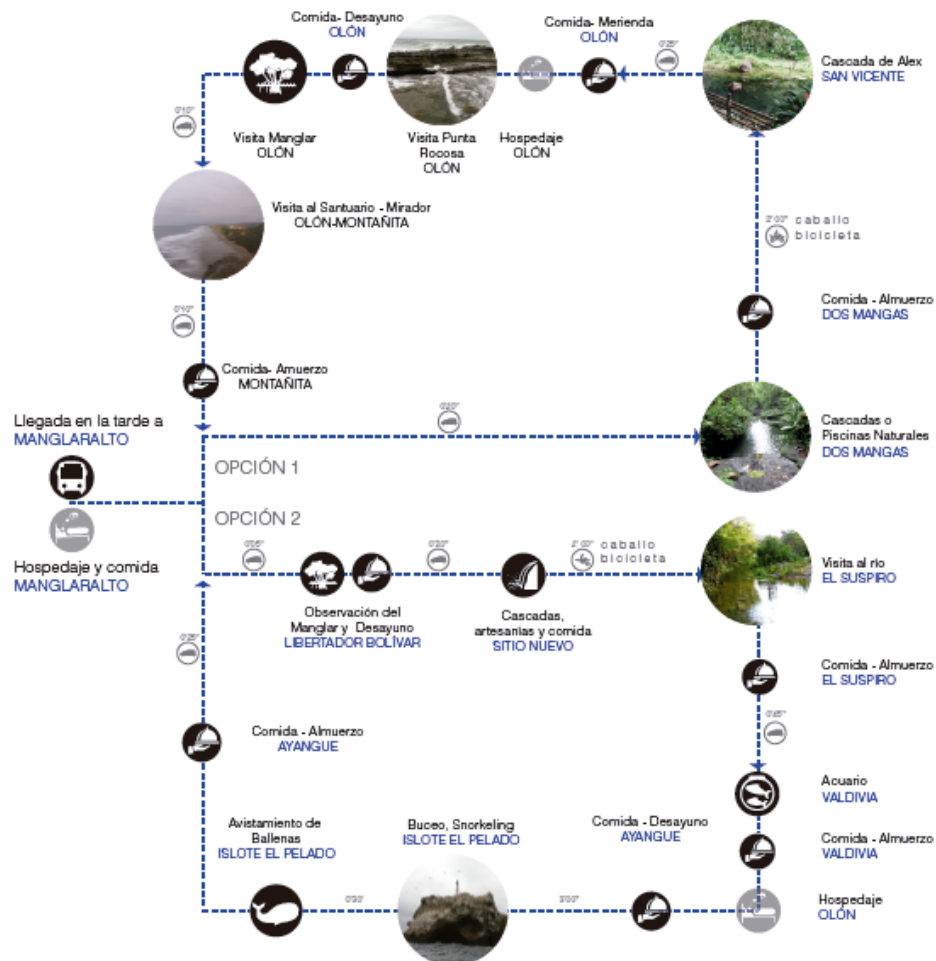 Comida- Desayuno
OLÓN
Comida- Merienda
OLÓN
0'25"
Cascada de Alex
SAN VICENTE
0'10"
Visita Manglar
OLÓN
Visita Punta
Rocosa
OLÓN
Hospedaje
OLÓN
Visita al Santuario - Mirador
OLÓN-MONTAÑITA
2'00" caballo
bicicleta
0'10"
Comida - Almuerzo
DOS MANGAS
Comida- Amuerzo
MONTAÑITA
Llegada en la tarde a
MANGLARALTO
0'20"
Cascadas o
Piscinas Naturales
DOS MANGAS
OPCIÓN 1
OPCIÓN 2
Hospedaje y comida
MANGLARALTO
0'05"
0'20"
2'00" caballo
bicicleta
Visita al río
EL SUSPIRO
Observación del
Manglar y Desayuno
LIBERTADOR BOLÍVAR
Cascadas,
artesanías y comida
SITIO NUEVO
0'25"
Comida - Almuerzo
EL SUSPIRO
0'45"
Comida - Almuerzo
AYANGUE
Acuario
VALDIVIA
Avistamiento de
Ballenas
ISLOTE EL PELADO
Buceo, Snorkeling
ISLOTE EL PELADO
Comida - Desayuno
AYANGUE
Comida - Almuerzo
VALDIVIA
0'30'
Hospedaje
OLÓN